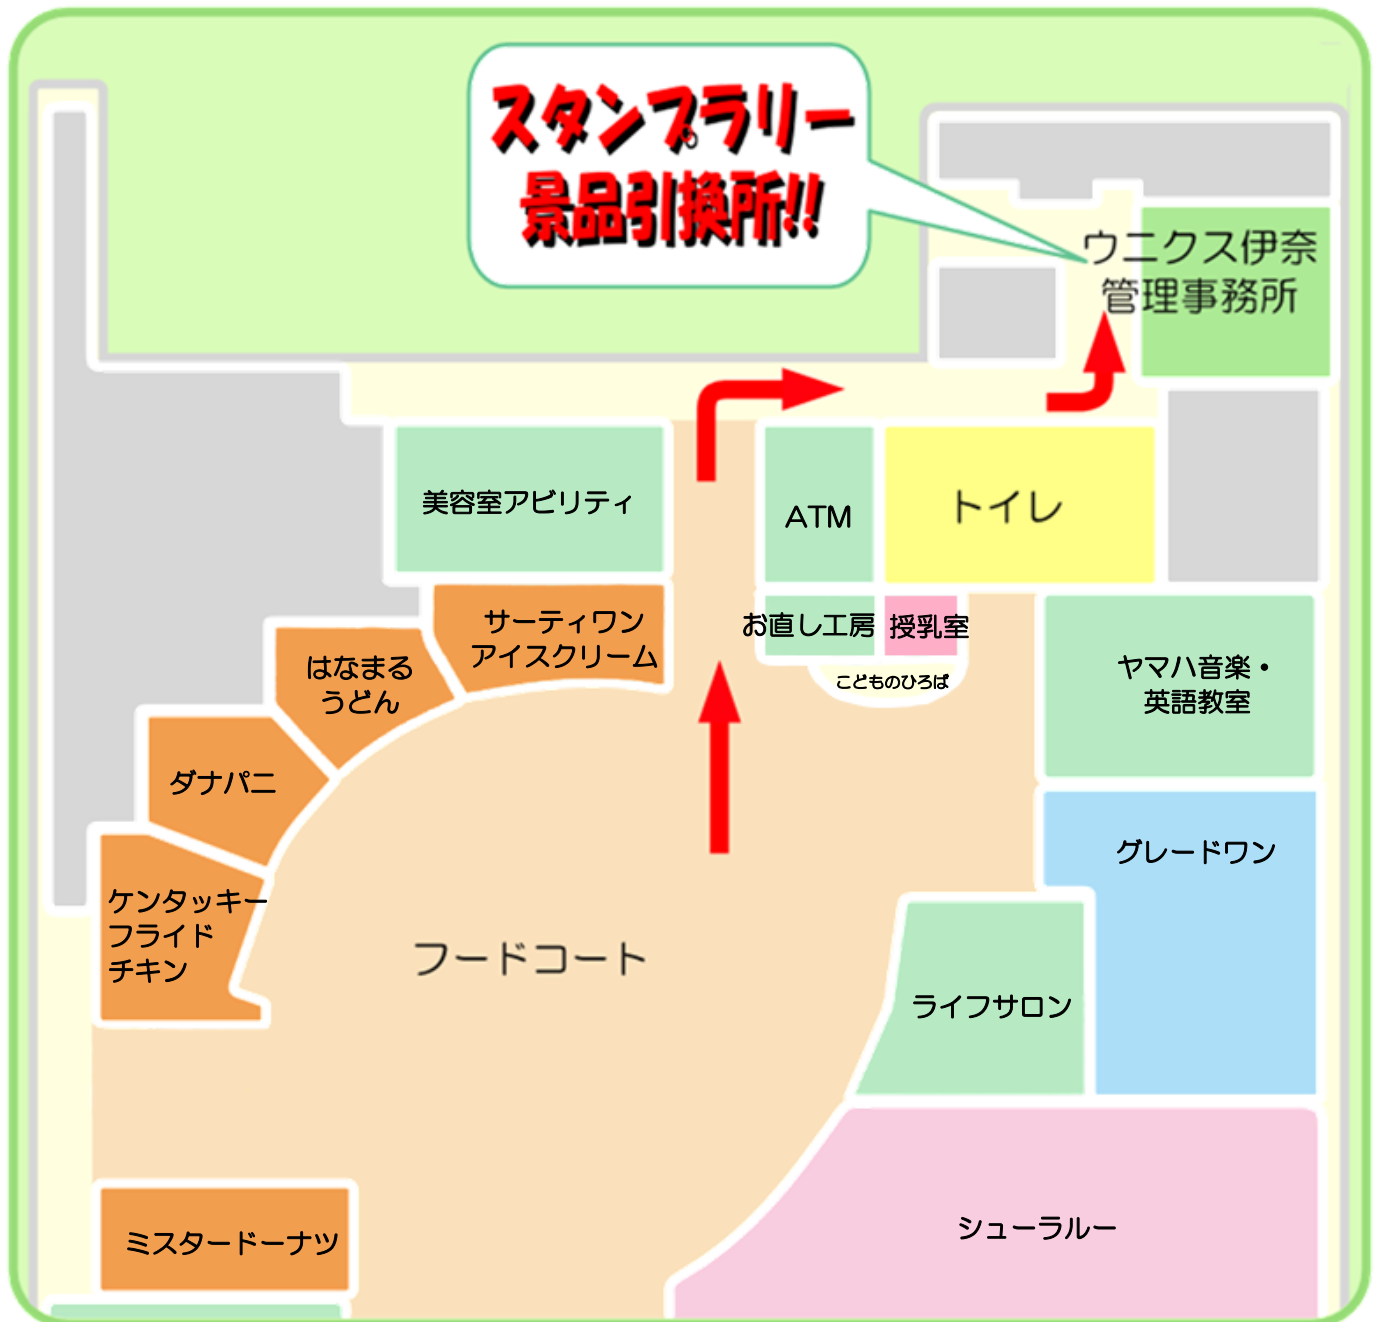 スタンプラリー
景品引換所!!
ウニクス伊奈
管理事務所
美容室アビリティ
ATM
トイレ
サーティワン
アイスクリーム
お直し工房
授乳室
こどものひろば
はなまる
うどん
ヤマハ音楽・
英語教室
ダナパニ
グレードワン
ケンタッキー
フライド
チキン
フードコート
ライフサロン
ミスタードーナツ
シューラルー